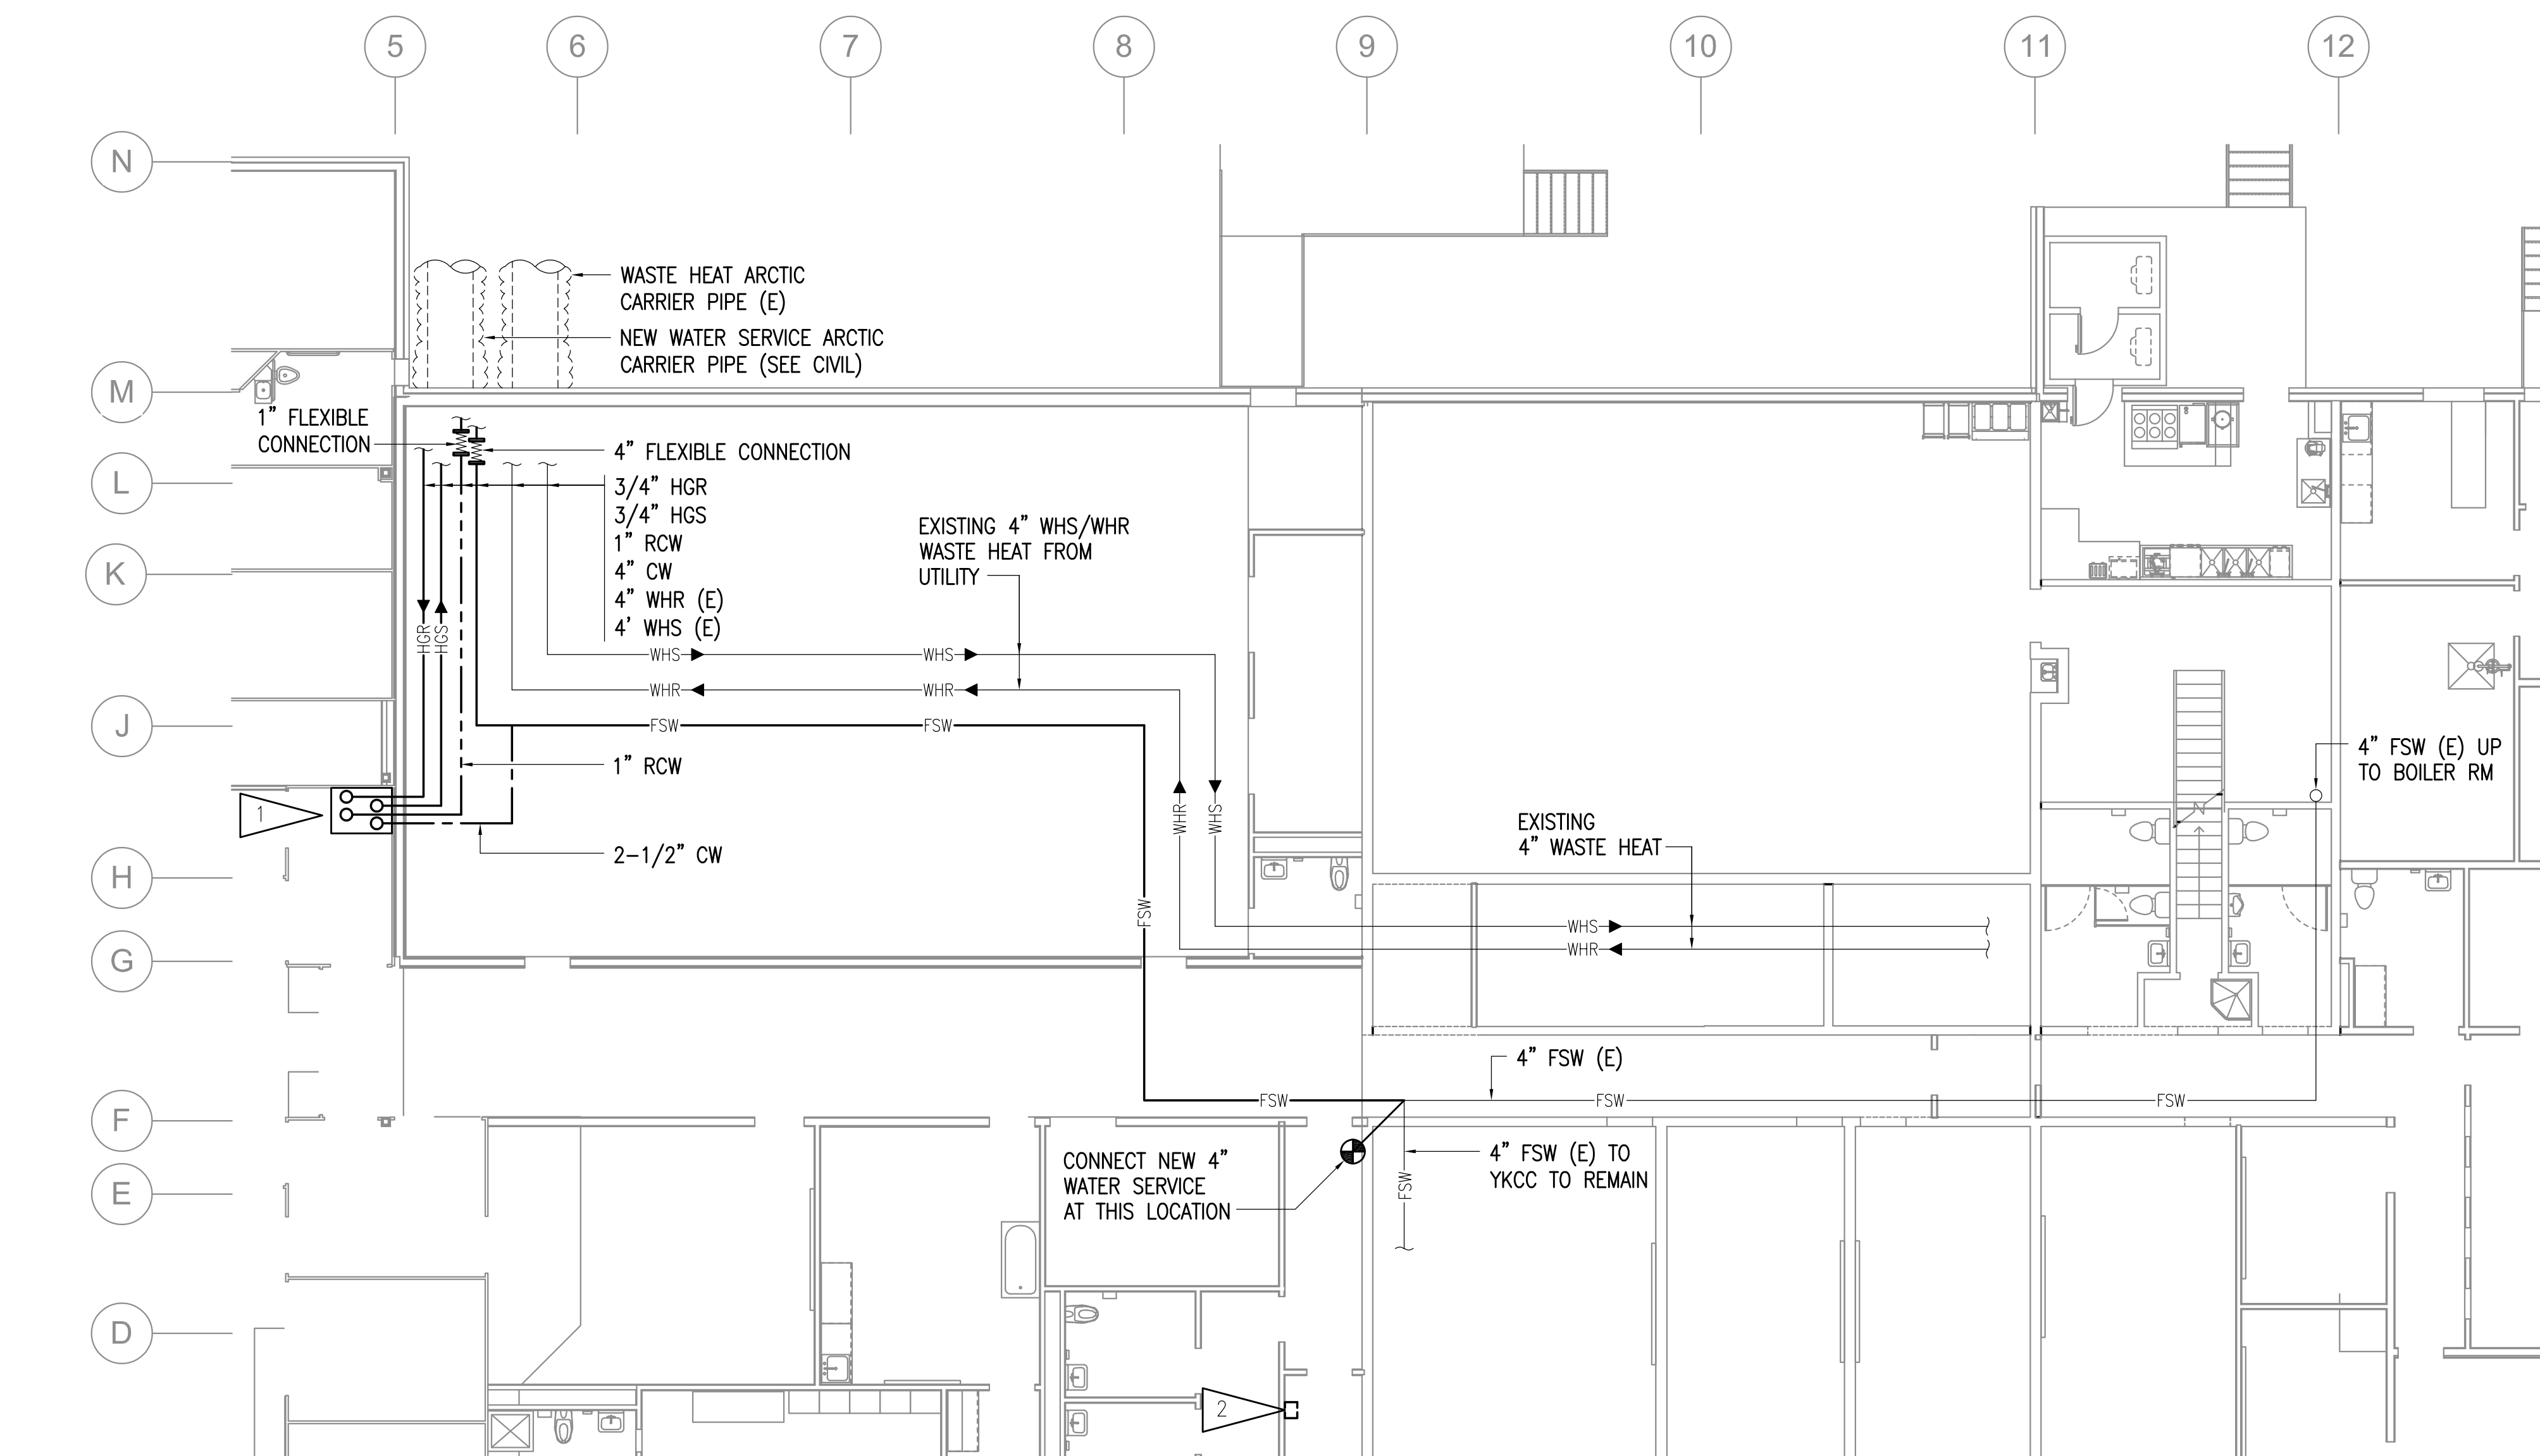 5
6
7
8
9
10
11
12
N
M
L
K
J
H
G
F
E
D
WASTE HEAT ARCTIC
CARRIER PIPE (E)
NEW WATER SERVICE ARCTIC
CARRIER PIPE (SEE CIVIL)
1” FLEXIBLE
CONNECTION
4” FLEXIBLE CONNECTION
3/4” HGR
3/4” HGS
1” RCW
4” CW
4” WHR (E)
4' WHS (E)
EXISTING 4” WHS/WHR
WASTE HEAT FROM
UTILITY
HGR
HGS
WHS
WHS
WHR
WHR
FSW
FSW
1” RCW
1
2-1/2” CW
WHR
WHS
FSW
EXISTING
4” WASTE HEAT
WHS
WHR
4” FSW (E) UP
TO BOILER RM
4” FSW (E)
FSW
FSW
FSW
CONNECT NEW 4”
WATER SERVICE
AT THIS LOCATION
4” FSW (E) TO
YKCC TO REMAIN
FSW
2